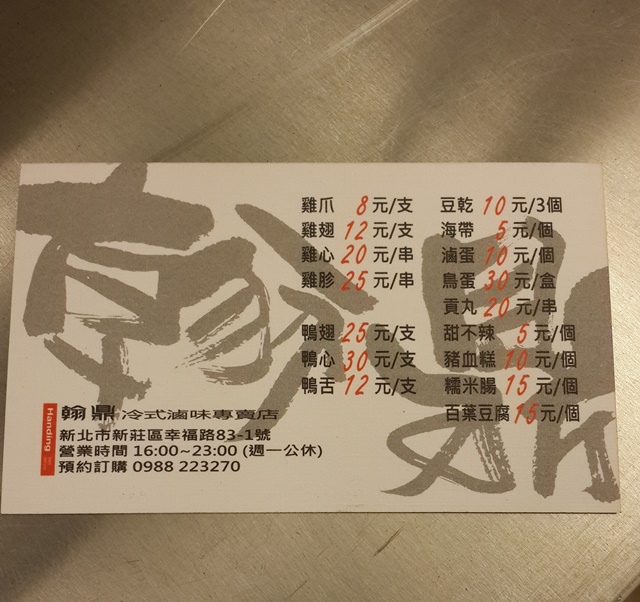 翰鼎
雞爪 8元/支
雞翅 12元/支
雞心 20元/串
雞胗 25元/串
鴨翅 25元/支
鴨心 30元/支
鴨舌 12元/支
豆乾 10元/3個
海帶 5元/個
滷蛋 10元/個
鳥蛋 30元/盒
貢丸 20元/串
甜不辣 5元/個
豬血糕 10元/個
糯米腸 15元/個
百葉豆腐 15元/個
Handing
翰鼎 冷式滷味專賣店
新北市新莊區幸福路83-1號
營業時間 16:00~23:00 (週一公休)
預約訂購 0988 223270